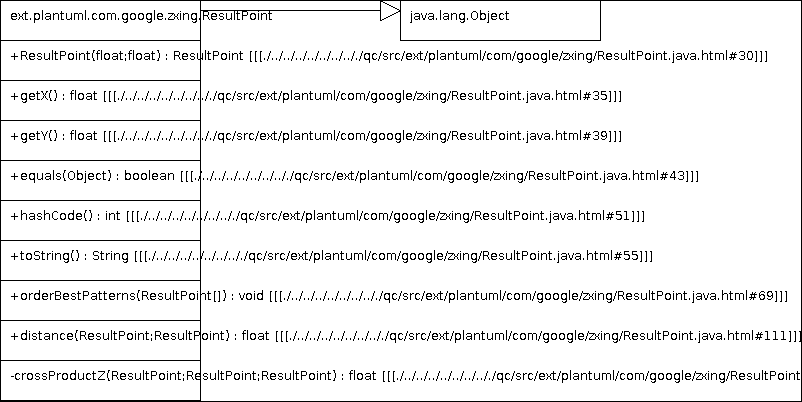 ext.plantuml.com.google.zxing.ResultPoint
java.lang.Object
+ResultPoint(float;float) : ResultPoint [[[./../../../../../../../../qc/src/ext/plantuml/com/google/zxing/ResultPoint.java.html#30]]]
+getX() : float [[[./../../../../../../../../qc/src/ext/plantuml/com/google/zxing/ResultPoint.java.html#35]]]
+getY() : float [[[./../../../../../../../../qc/src/ext/plantuml/com/google/zxing/ResultPoint.java.html#39]]]
+equals(Object) : boolean [[[./../../../../../../../../qc/src/ext/plantuml/com/google/zxing/ResultPoint.java.html#43]]]
+hashCode() : int [[[./../../../../../../../../qc/src/ext/plantuml/com/google/zxing/ResultPoint.java.html#51]]]
+toString() : String [[[./../../../../../../../../qc/src/ext/plantuml/com/google/zxing/ResultPoint.java.html#55]]]
+orderBestPatterns(ResultPoint[]) : void [[[./../../../../../../../../qc/src/ext/plantuml/com/google/zxing/ResultPoint.java.html#69]]]
+distance(ResultPoint;ResultPoint) : float [[[./../../../../../../../../qc/src/ext/plantuml/com/google/zxing/ResultPoint.java.html#111]]]
-crossProductZ(ResultPoint;ResultPoint;ResultPoint) : float [[[./../../../../../../../../qc/src/ext/plantuml/com/google/zxing/ResultPoint